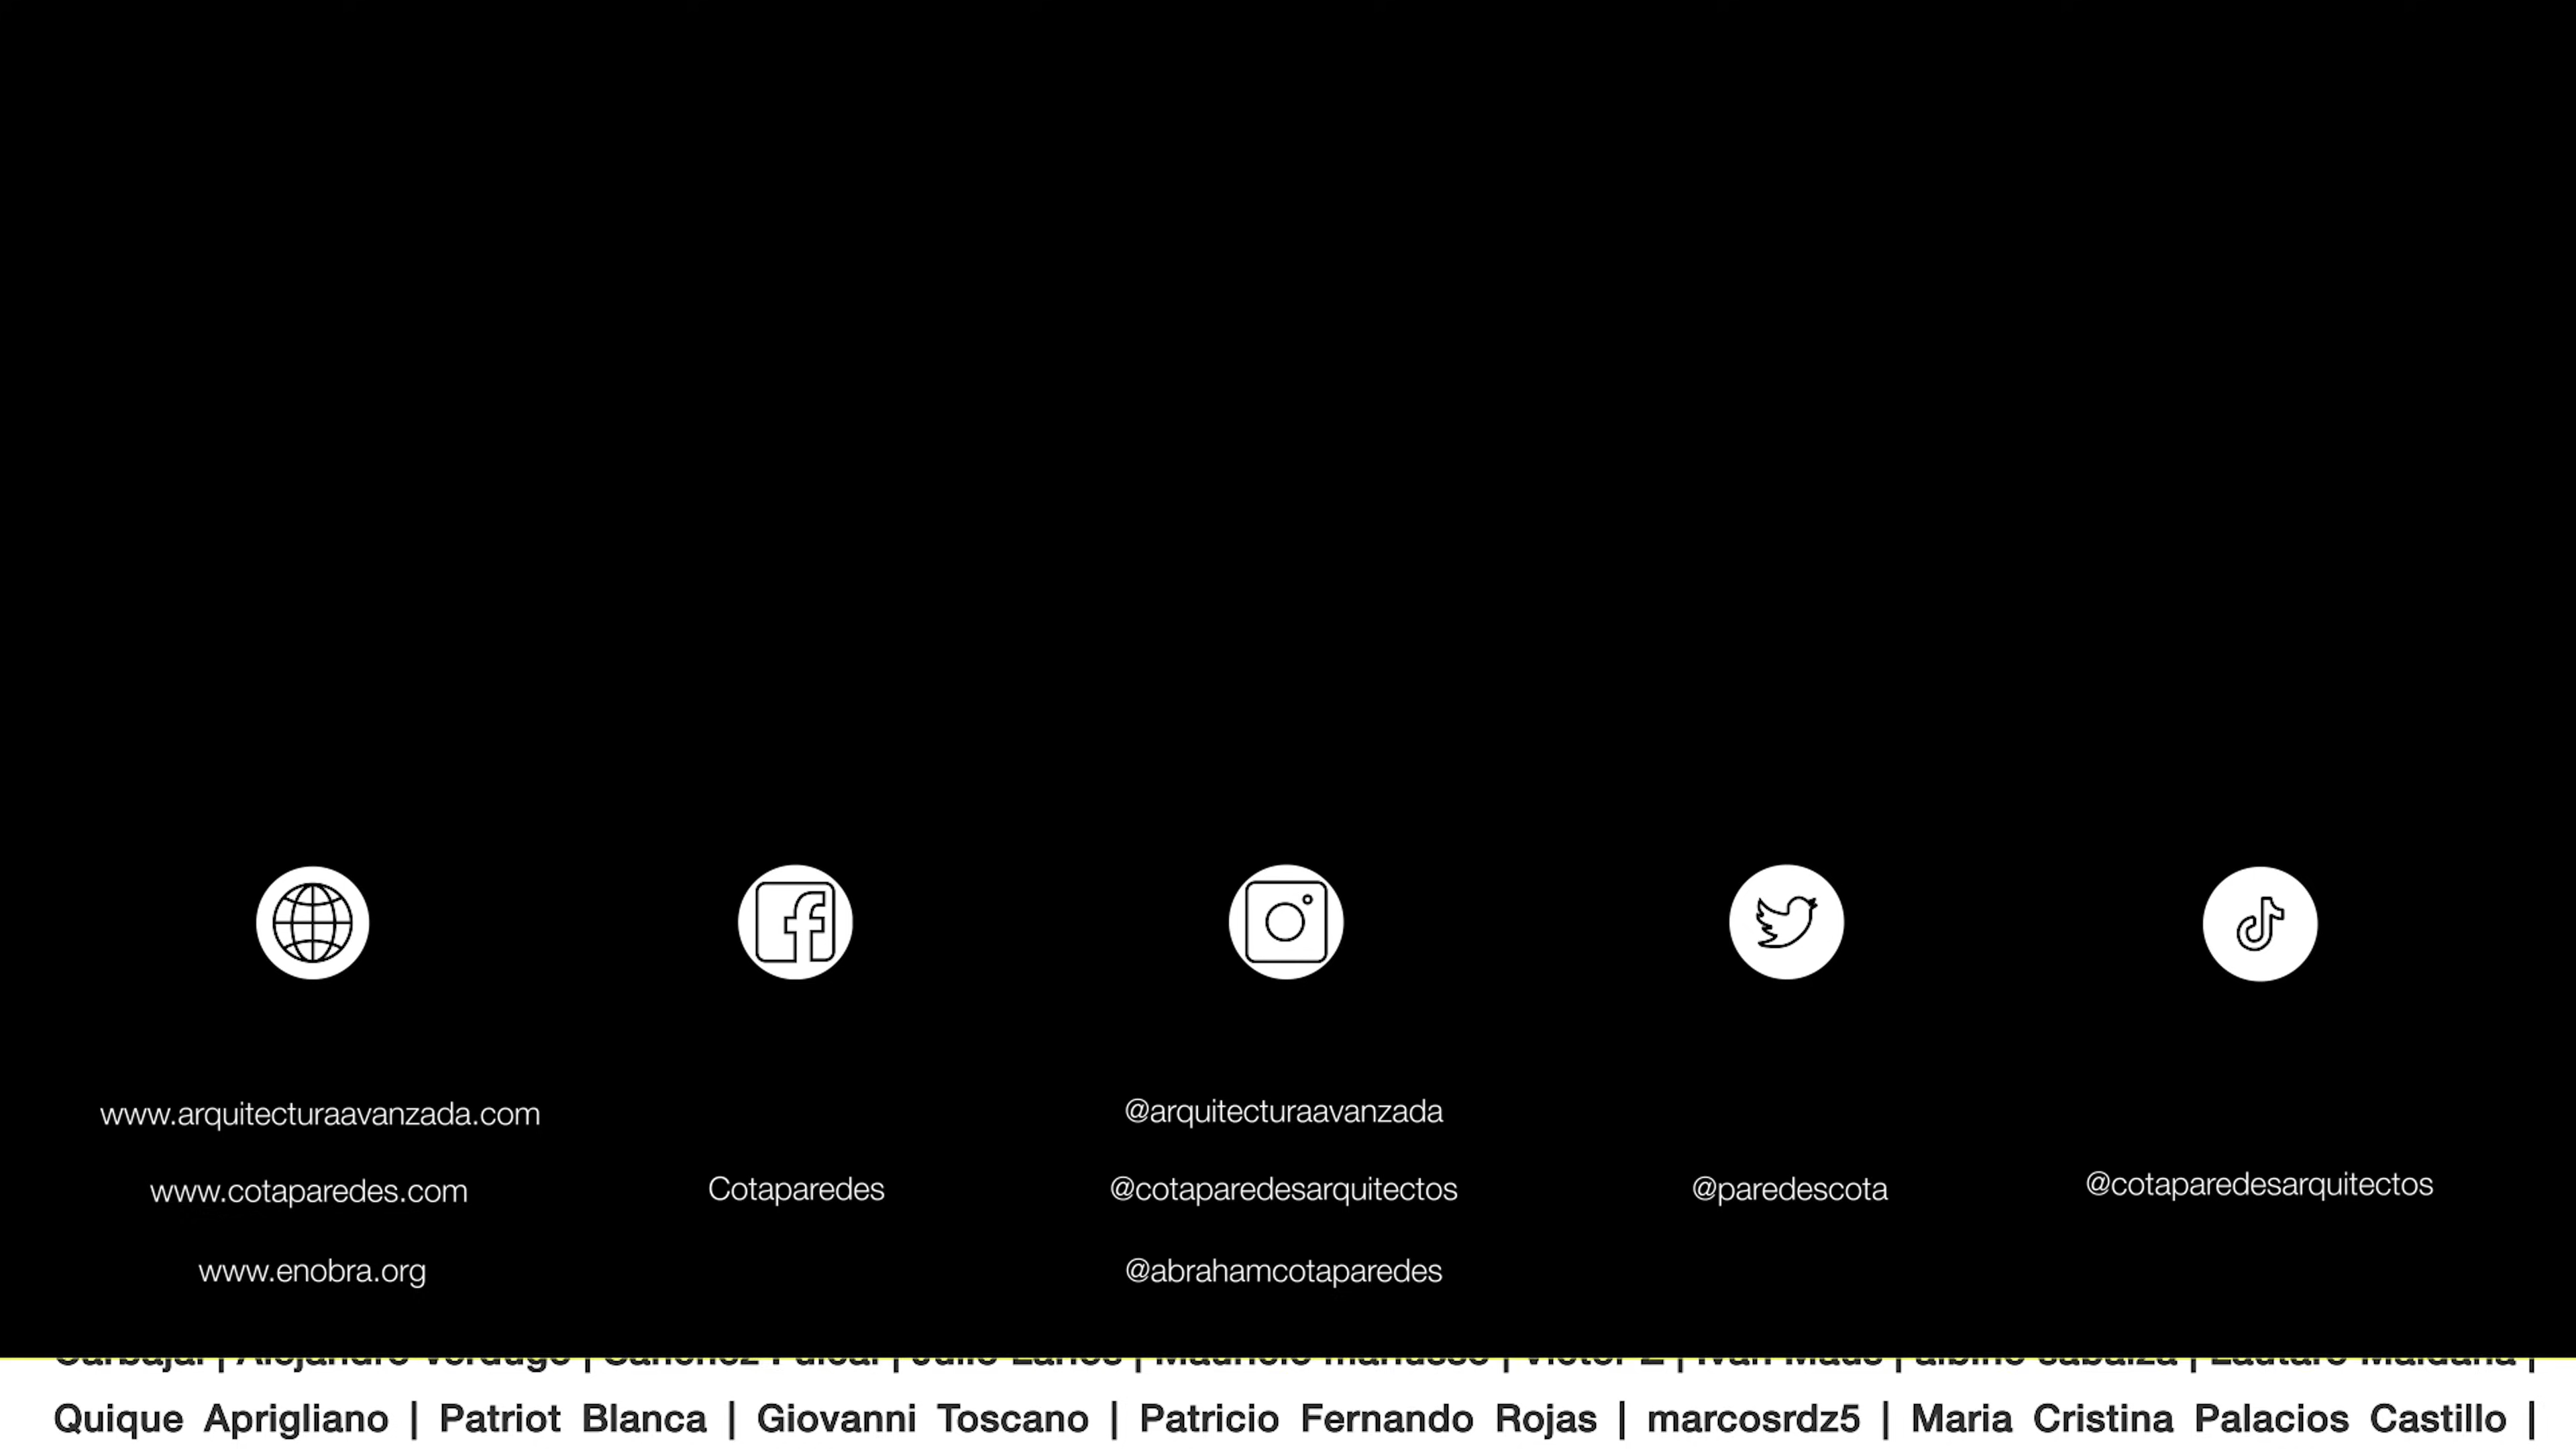 www.arquitecturaavanzada.com
www.cotaparedes.com
www.enobra.org
Cotaparedes
@arquitecturaavanzada
@cotaparedesarquitectos
@abrahamcotaparedes
@paredescota
@cotaparedesarquitectos
Quique Aprigliano | Patriot Blanca | Giovanni Toscano | Patricio Fernando Rojas | marcosrdz5 | Maria Cristina Palacios Castillo |